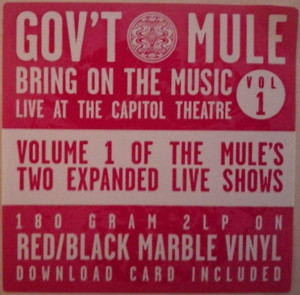 GOV'T MULE
BRING ON THE MUSIC
LIVE AT THE CAPITOL THEATRE
VOL
1
VOLUME 1 OF THE MULE'S
TWO EXPANDED LIVE SHOWS
180 GRAM 2LP ON
RED/BLACK MARBLE VINYL
DOWNLOAD CARD INCLUDED